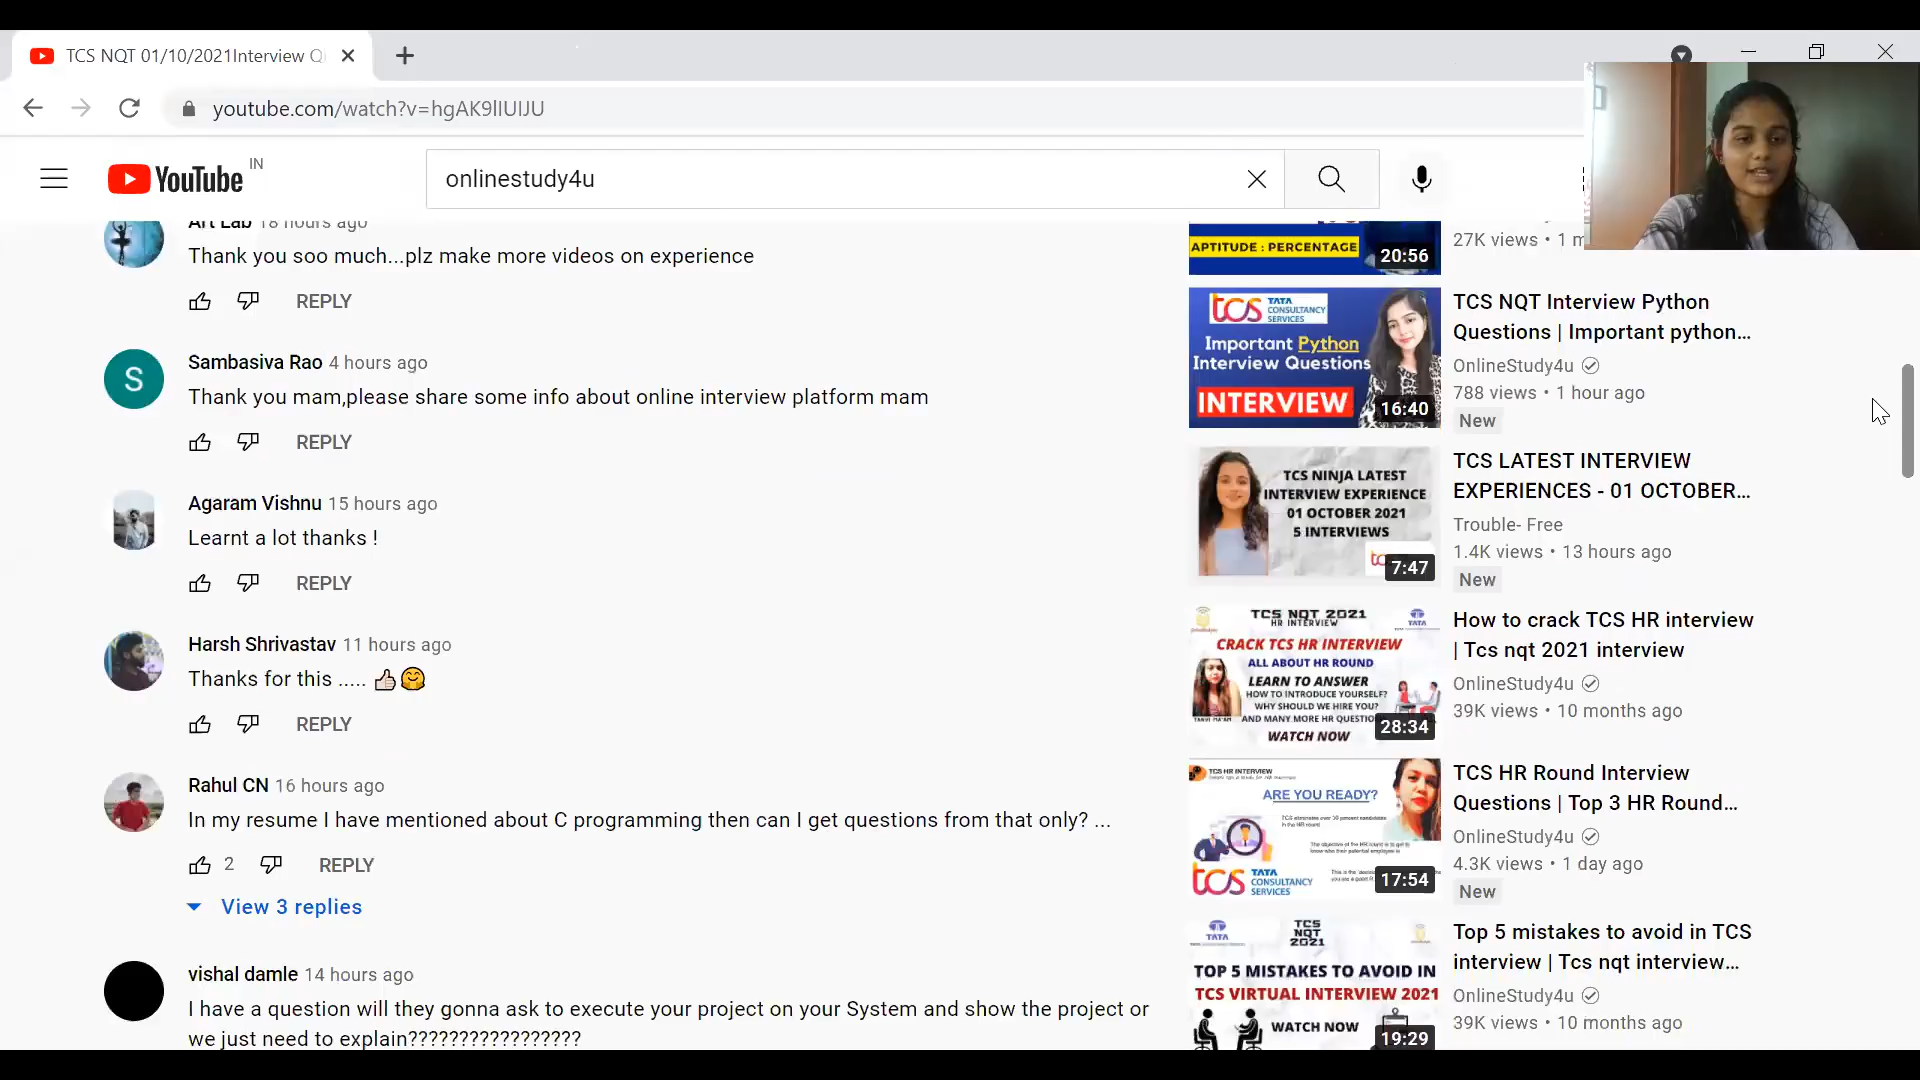 TCS NQT 01/10/2021Interview Q
youtube.com/watch?v=hgAK9lIUIJU
YouTube IN
onlinestudy4u
Art Lab 18 hours ago
Thank you soo much...plz make more videos on experience
REPLY
S
Sambasiva Rao 4 hours ago
Thank you mam,please share some info about online interview platform mam
REPLY
Agaram Vishnu 15 hours ago
Learnt a lot thanks !
REPLY
Harsh Shrivastav 11 hours ago
Thanks for this ..... 👍🤗
REPLY
Rahul CN 16 hours ago
In my resume I have mentioned about C programming then can I get questions from that only? ...
2 REPLY
View 3 replies
vishal damle 14 hours ago
I have a question will they gonna ask to execute your project on your System and show the project or
we just need to explain?????????????????
APTITUDE : PERCENTAGE
20:56
27K views • 1 m
tcs TATA
CONSULTANCY
SERVICES
Important Python
Interview Questions
INTERVIEW
16:40
TCS NQT Interview Python
Questions | Important python...
OnlineStudy4u
788 views • 1 hour ago
New
TCS NINJA LATEST
INTERVIEW EXPERIENCE
01 OCTOBER 2021
5 INTERVIEWS
7:47
TCS LATEST INTERVIEW
EXPERIENCES - 01 OCTOBER...
Trouble- Free
1.4K views • 13 hours ago
New
TCS NQT 2021
HR INTERVIEW
TATA
CRACK TCS HR INTERVIEW
ALL ABOUT HR ROUND
LEARN TO ANSWER
HOW TO INTRODUCE YOURSELF?
WHY SHOULD WE HIRE YOU?
AND MANY MORE HR QUESTIO
TANVI MA'AM
WATCH NOW
28:34
How to crack TCS HR interview
| Tcs nqt 2021 interview
OnlineStudy4u
39K views • 10 months ago
TCS HR INTERVIEW
ARE YOU READY?
tcs TATA
CONSULTANCY
SERVICES
17:54
TCS HR Round Interview
Questions | Top 3 HR Round...
OnlineStudy4u
4.3K views • 1 day ago
New
TATA
TCS
NQT
2021
TOP 5 MISTAKES TO AVOID IN
TCS VIRTUAL INTERVIEW 2021
WATCH NOW
19:29
Top 5 mistakes to avoid in TCS
interview | Tcs nqt interview...
OnlineStudy4u
39K views • 10 months ago